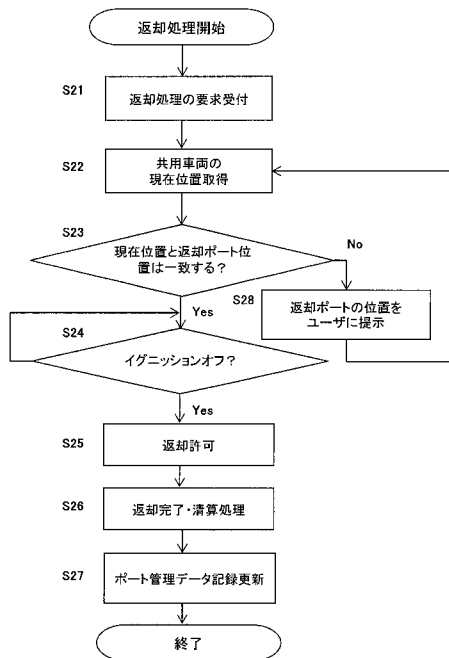 返却処理開始
S21
返却処理の要求受付
S22
共用車両の
現在位置取得
S23
現在位置と返却ポート位
置は一致する?
No
Yes
S28
返却ポートの位置を
ユーザに提示
S24
イグニッションオフ?
Yes
S25
返却許可
S26
返却完了・清算処理
S27
ポート管理データ記録更新
終了